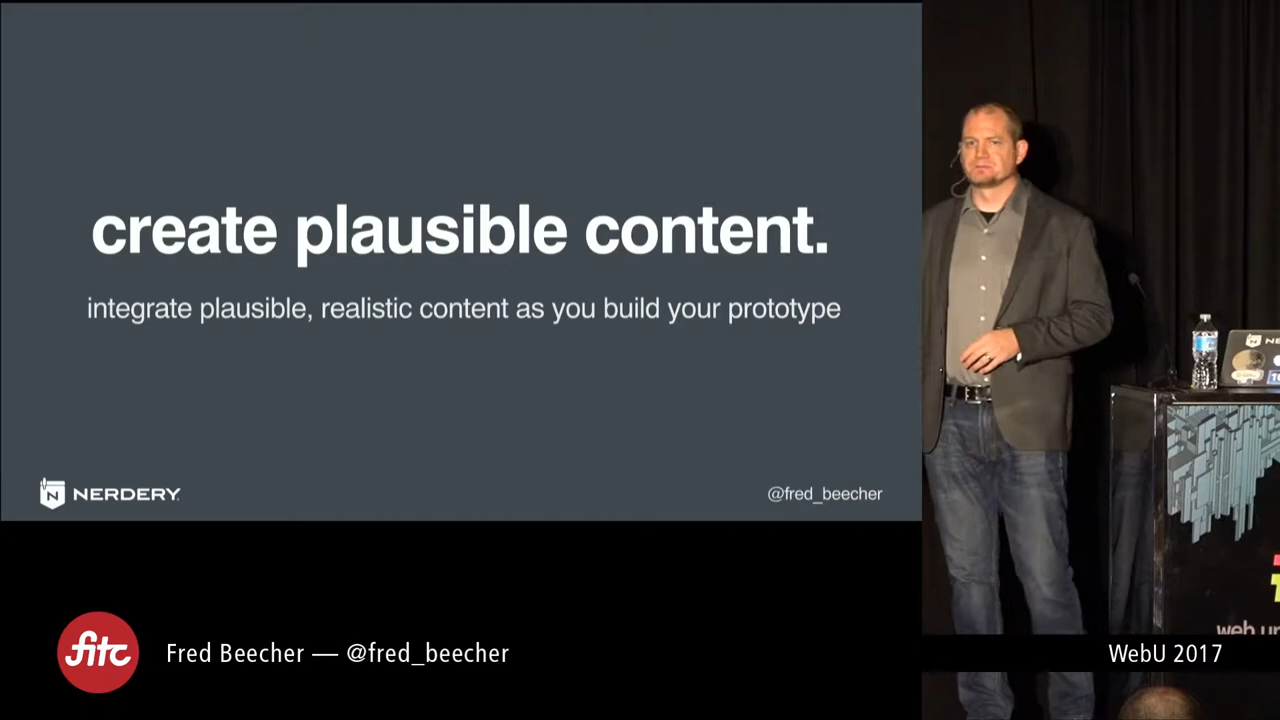 create plausible content.
integrate plausible, realistic content as you build your prototype
N NERDERY
@fred_beecher
fitc
Fred Beecher — @fred_beecher
WebU 2017